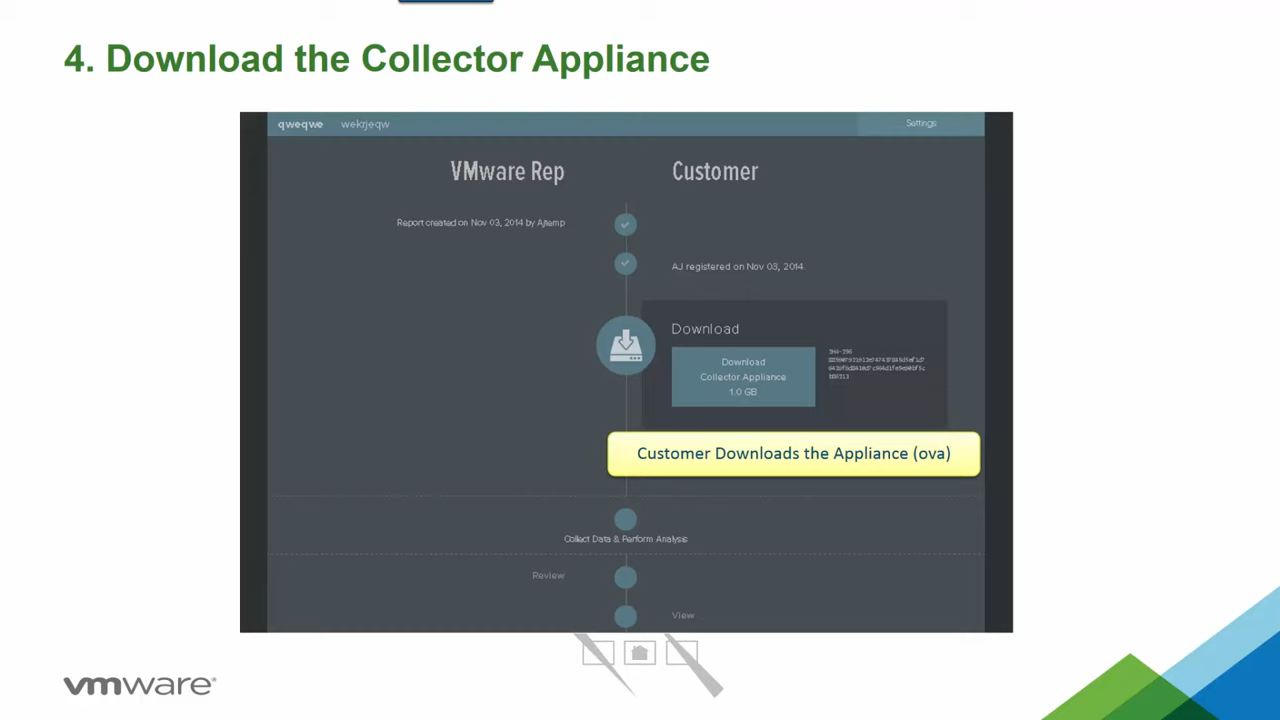 4. Download the Collector Appliance
qweqwe wekrjeqw Settings
VMware Rep Customer
Report created on Nov 03, 2014 by Ajtemp
AJ registered on Nov 03, 2014.
Download
Download
Collector Appliance
1.0 GB
Customer Downloads the Appliance (ova)
Collect Data & Perform Analysis
Review
View
vmware®